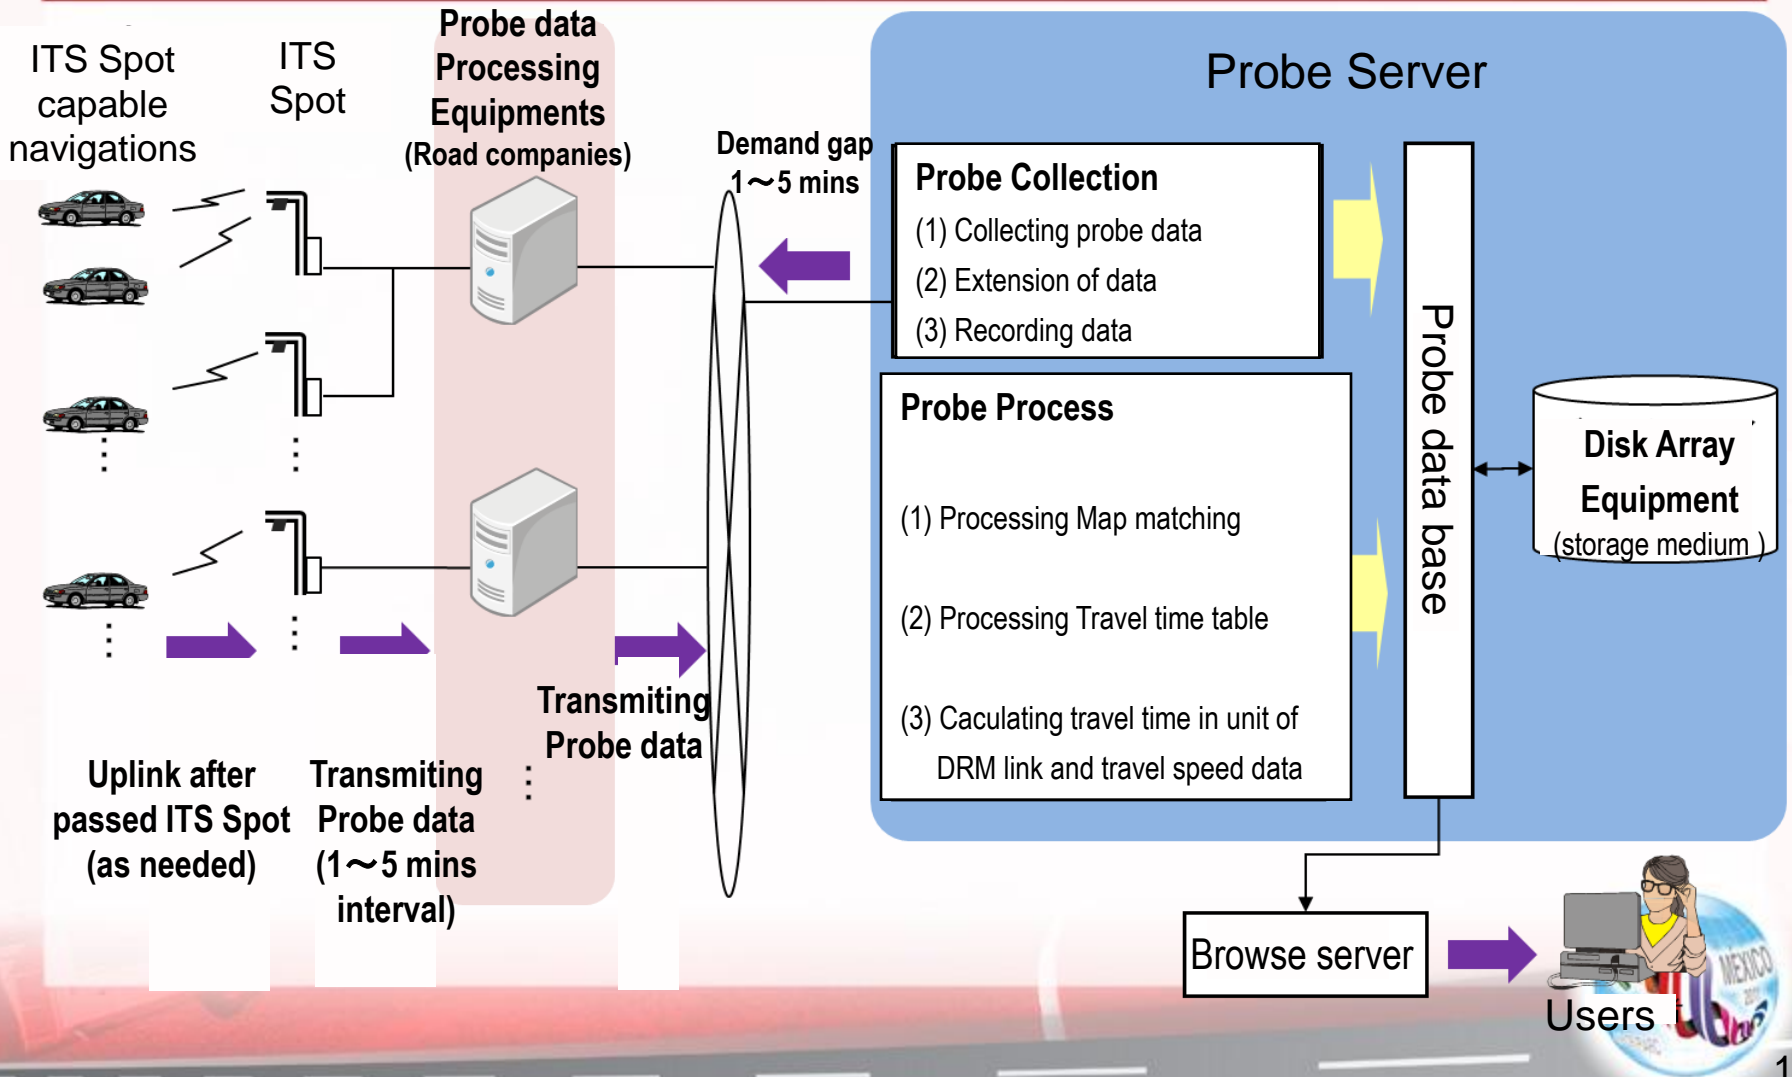 ITS Spot
capable
navigations
ITS
Spot
Probe data
Processing
Equipments
(Road companies)
Demand gap
1～5 mins
Probe Server
Probe Collection
(1) Collecting probe data
(2) Extension of data
(3) Recording data
Probe Process
(1) Processing Map matching
(2) Processing Travel time table
(3) Caculating travel time in unit of
DRM link and travel speed data
Probe data base
Disk Array
Equipment
(storage medium )
Uplink after
passed ITS Spot
(as needed)
Transmiting
Probe data
(1～5 mins
interval)
Transmiting
Probe data
Browse server
Users
MÉXICO
1